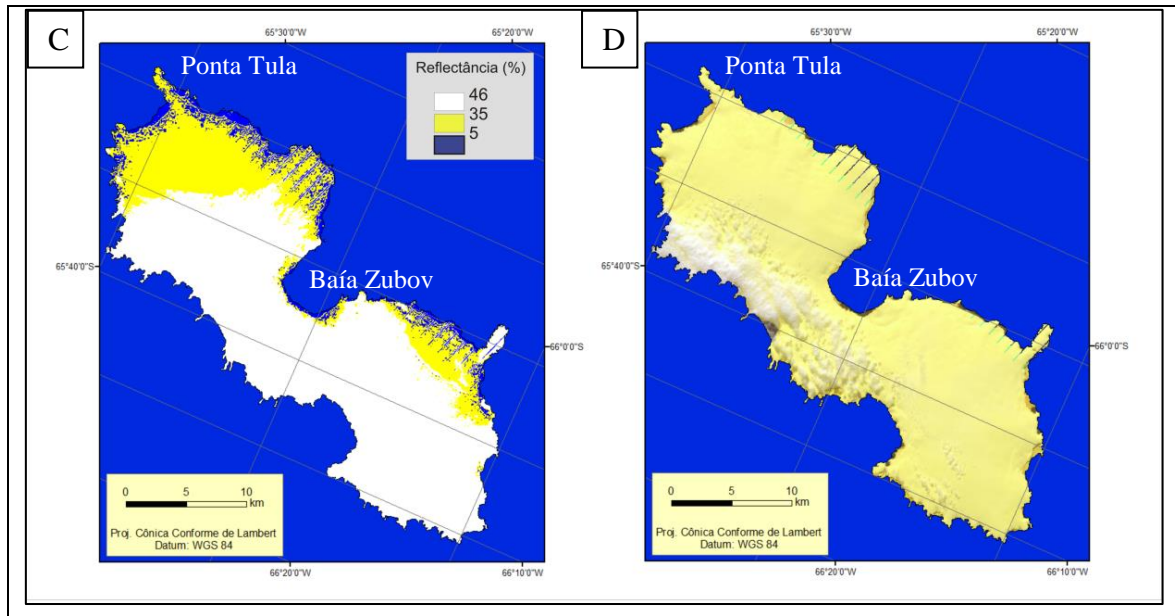 C
65°30'0"W
65°20'0"W
Ponta Tula
Reflectância (%)
46
35
5
65°40'0"S
Baía Zubov
66°0'0"S
0 5 10
km
Proj. Cônica Conforme de Lambert
Datum: WGS 84
66°20'0"W
66°10'0"W
D
65°30'0"W
65°20'0"W
Ponta Tula
65°40'0"S
Baía Zubov
66°0'0"S
0 5 10
km
Proj. Cônica Conforme de Lambert
Datum: WGS 84
66°20'0"W
66°10'0"W